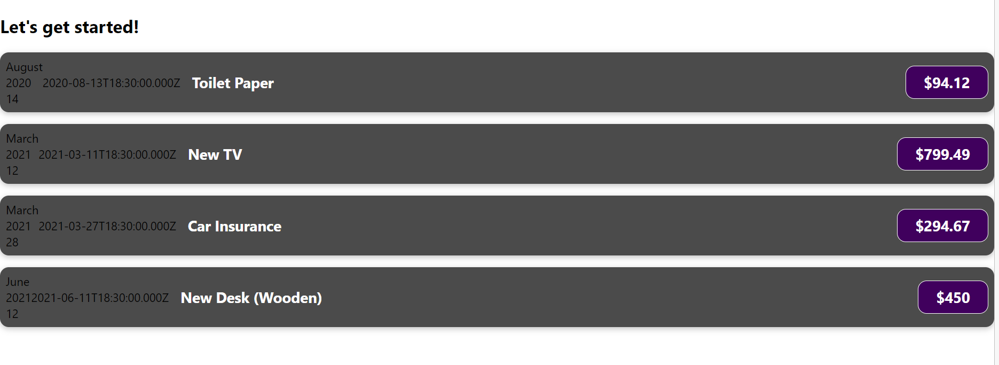 Let's get started!
August
2020 2020-08-13T18:30:00.000Z Toilet Paper $94.12
14
March
2021 2021-03-11T18:30:00.000Z New TV $799.49
12
March
2021 2021-03-27T18:30:00.000Z Car Insurance $294.67
28
June
20212021-06-11T18:30:00.000Z New Desk (Wooden) $450
12